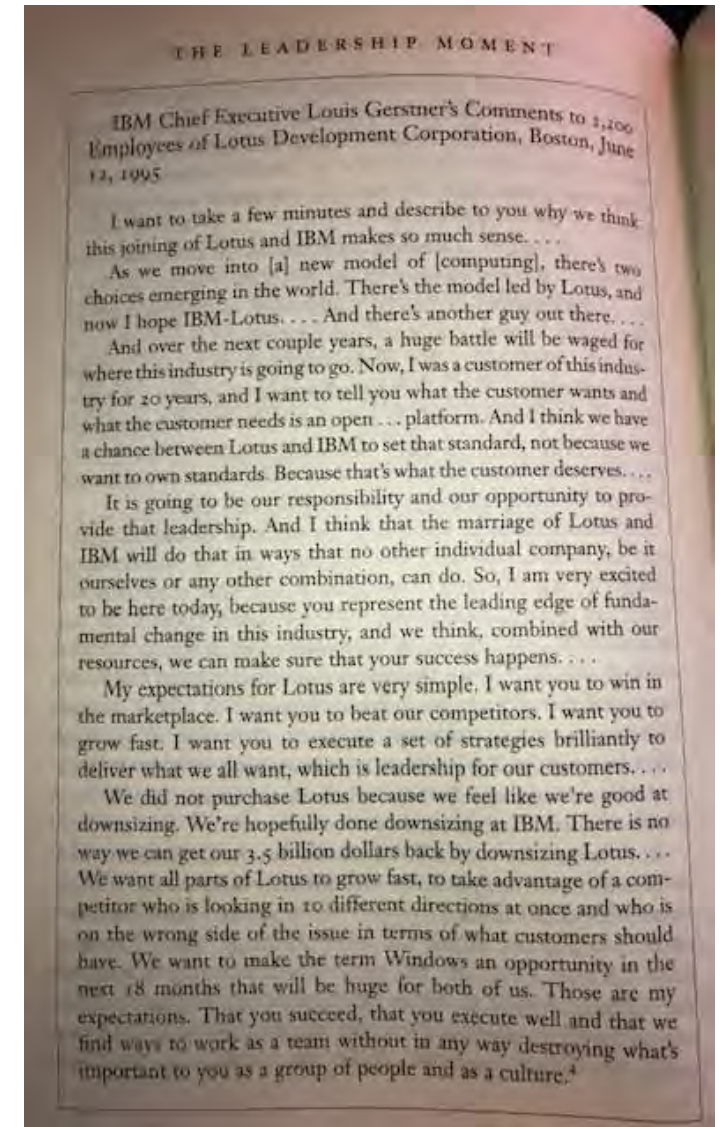 THE LEADERSHIP MOMENT
IBM Chief Executive Louis Gerstner's Comments to 1,200
Employees of Lotus Development Corporation, Boston, June
12, 1995
I want to take a few minutes and describe to you why we think
this joining of Lotus and IBM makes so much sense. . . .
As we move into [a] new model of [computing], there's two
choices emerging in the world. There's the model led by Lotus, and
now I hope IBM-Lotus. . . . And there's another guy out there. . . .
And over the next couple years, a huge battle will be waged for
where this industry is going to go. Now, I was a customer of this indus-
try for 20 years, and I want to tell you what the customer wants and
what the customer needs is an open . . . platform. And I think we have
a chance between Lotus and IBM to set that standard, not because we
want to own standards. Because that's what the customer deserves. . . .
It is going to be our responsibility and our opportunity to pro-
vide that leadership. And I think that the marriage of Lotus and
IBM will do that in ways that no other individual company, be it
ourselves or any other combination, can do. So, I am very excited
to be here today, because you represent the leading edge of funda-
mental change in this industry, and we think, combined with our
resources, we can make sure that your success happens. . . .
My expectations for Lotus are very simple. I want you to win in
the marketplace. I want you to beat our competitors. I want you to
grow fast. I want you to execute a set of strategies brilliantly to
deliver what we all want, which is leadership for our customers. . . .
We did not purchase Lotus because we feel like we're good at
downsizing. We're hopefully done downsizing at IBM. There is no
way we can get our 3.5 billion dollars back by downsizing Lotus. . . .
We want all parts of Lotus to grow fast, to take advantage of a com-
petitor who is looking in 10 different directions at once and who is
on the wrong side of the issue in terms of what customers should
have. We want to make the term Windows an opportunity in the
next 18 months that will be huge for both of us. Those are my
expectations. That you succeed, that you execute well and that we
find ways to work as a team without in any way destroying what's
important to you as a group of people and as a culture.⁴